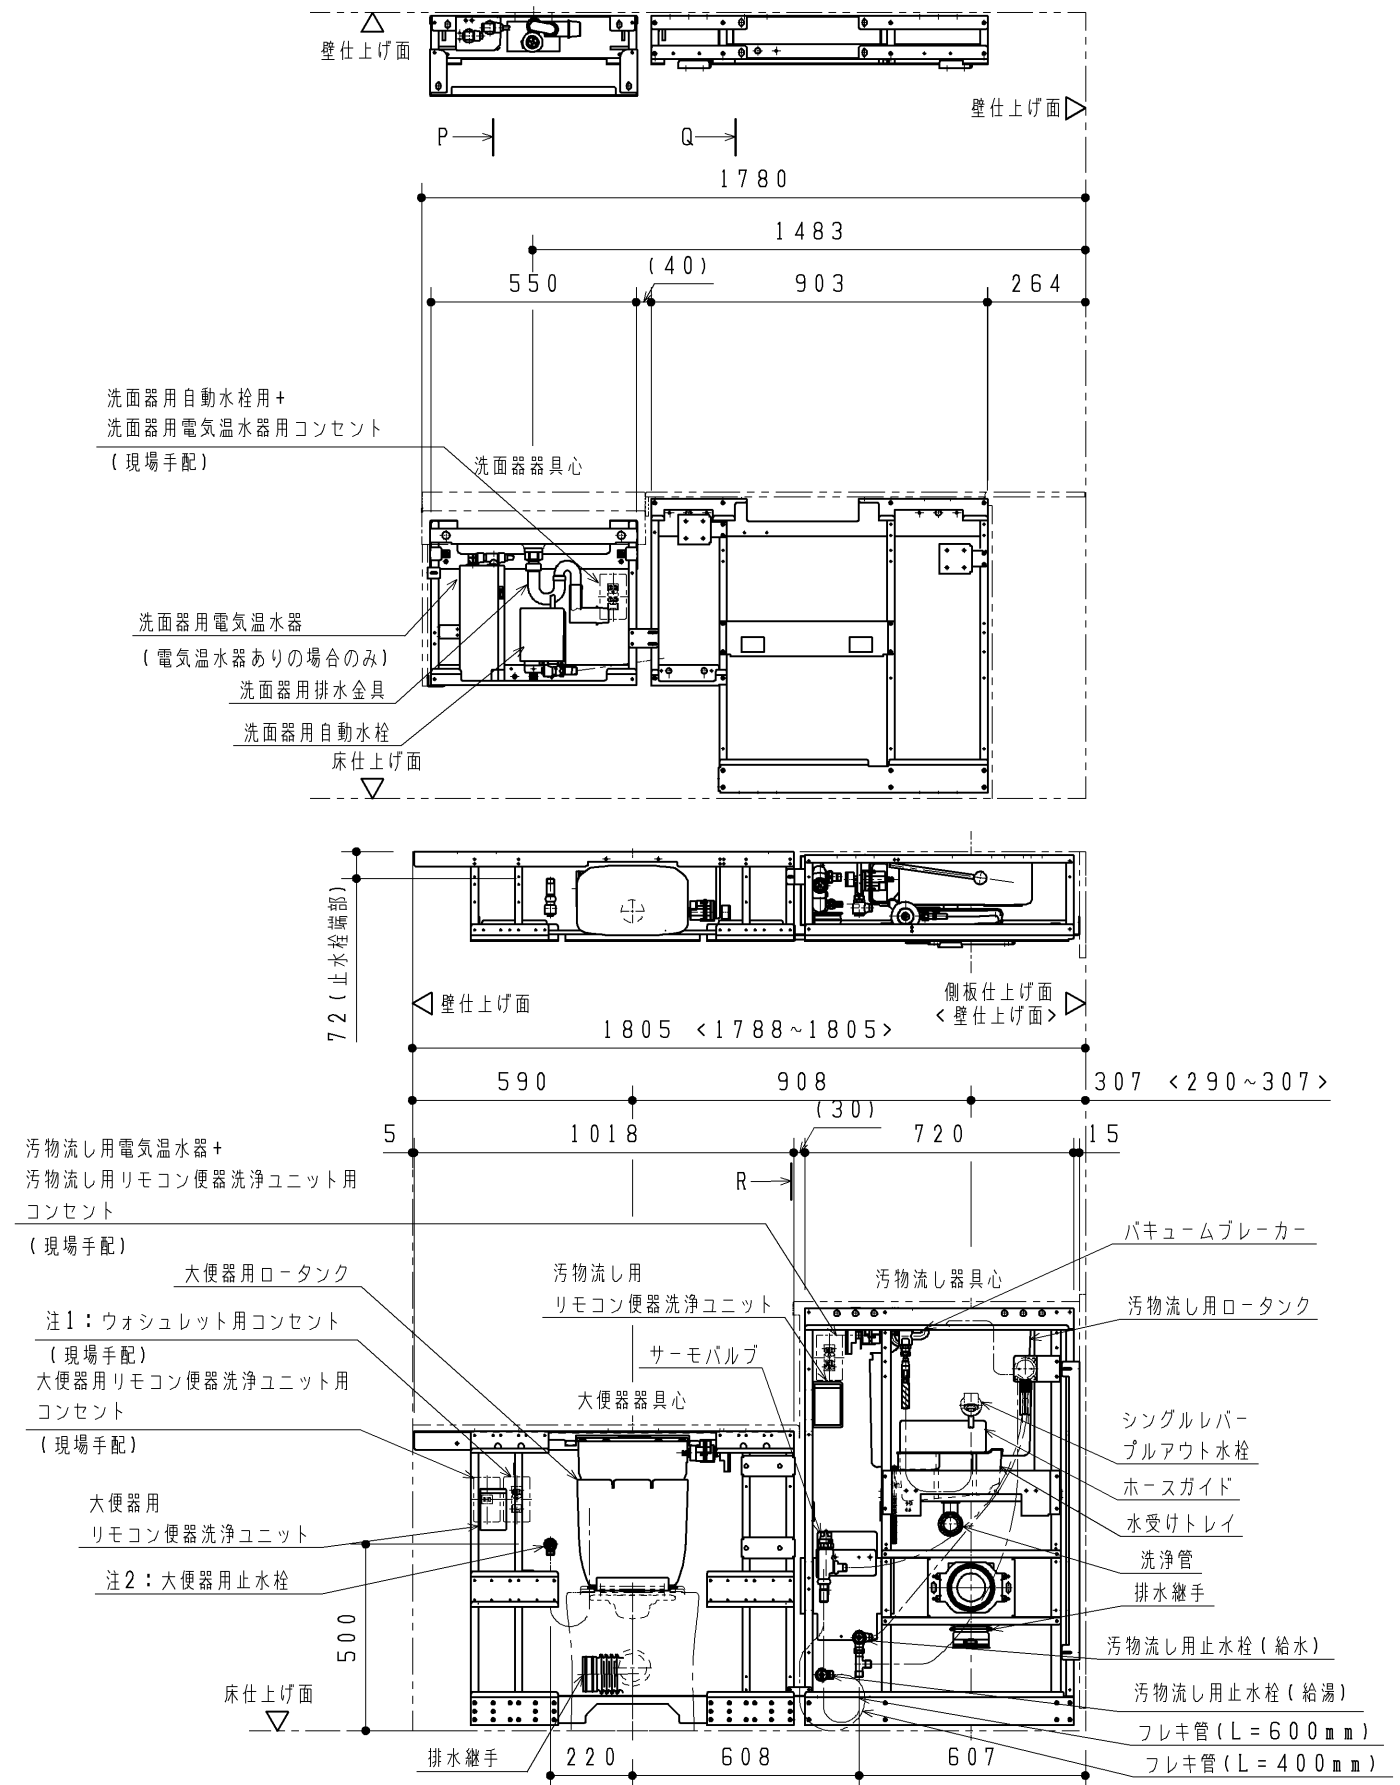 壁仕上げ面
壁仕上げ面
P
Q
1780
1483
(40)
550
903
264
洗面器用自動水栓用+
洗面器用電気温水器用コンセント
(現場手配)
洗面器器具心
洗面器用電気温水器
(電気温水器ありの場合のみ)
洗面器用排水金具
洗面器用自動水栓
床仕上げ面
72(止水栓端部)
壁仕上げ面
側板仕上げ面
<壁仕上げ面>
1805 <1788~1805>
590
908
307 <290~307>
(30)
5
1018
720
15
R
汚物流し用電気温水器+
汚物流し用リモコン便器洗浄ユニット用
コンセント
(現場手配)
大便器用ロータンク
汚物流し用
リモコン便器洗浄ユニット
汚物流し器具心
バキュームブレーカー
汚物流し用ロータンク
注1:ウォシュレット用コンセント
(現場手配)
サーモバルブ
大便器用リモコン便器洗浄ユニット用
コンセント
(現場手配)
大便器器具心
シングルレバー
プルアウト水栓
ホースガイド
水受けトレイ
大便器用
リモコン便器洗浄ユニット
洗浄管
注2:大便器用止水栓
排水継手
500
汚物流し用止水栓(給水)
床仕上げ面
汚物流し用止水栓(給湯)
フレキ管(L=600mm)
排水継手
220
608
607
フレキ管(L=400mm)